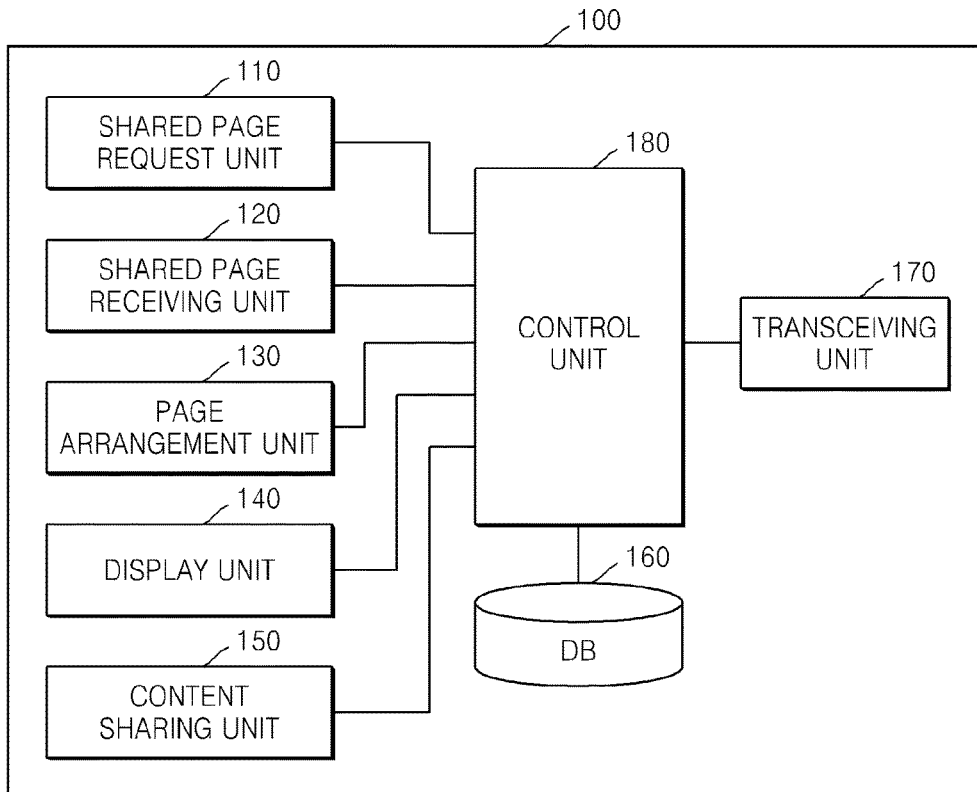 100
110
SHARED PAGE
REQUEST UNIT
120
SHARED PAGE
RECEIVING UNIT
130
PAGE
ARRANGEMENT UNIT
140
DISPLAY UNIT
150
CONTENT
SHARING UNIT
180
CONTROL
UNIT
160
DB
170
TRANSCEIVING
UNIT